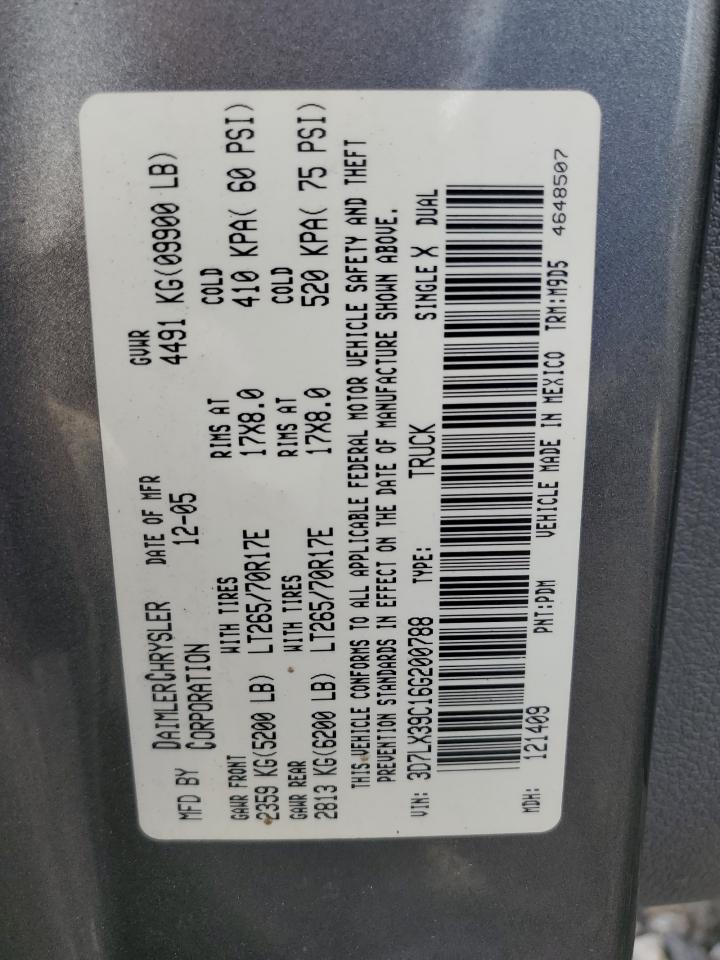 MFD BY DAIMLERCHRYSLER CORPORATION DATE OF MFR 12-05 GVWR 4491 KG(09900 LB)
GAWR FRONT WITH TIRES RIMS AT COLD
2359 KG(5200 LB) LT265/70R17E 17X8.0 410 KPA( 60 PSI)
GAWR REAR WITH TIRES RIMS AT COLD
2813 KG(6200 LB) LT265/70R17E 17X8.0 520 KPA( 75 PSI)
THIS VEHICLE CONFORMS TO ALL APPLICABLE FEDERAL MOTOR VEHICLE SAFETY AND THEFT
PREVENTION STANDARDS IN EFFECT ON THE DATE OF MANUFACTURE SHOWN ABOVE.
VIN: 3D7LX39C16G200788 TYPE: TRUCK SINGLE X DUAL
MDH: 121409 PNT:PDM VEHICLE MADE IN MEXICO TRM:M9D5
4648507